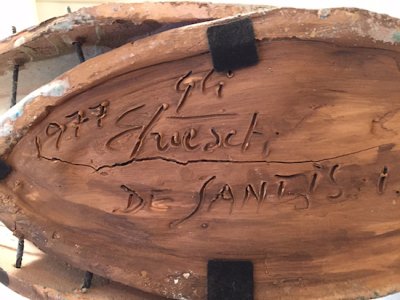 Gli
1977
DE SANTIS. I.